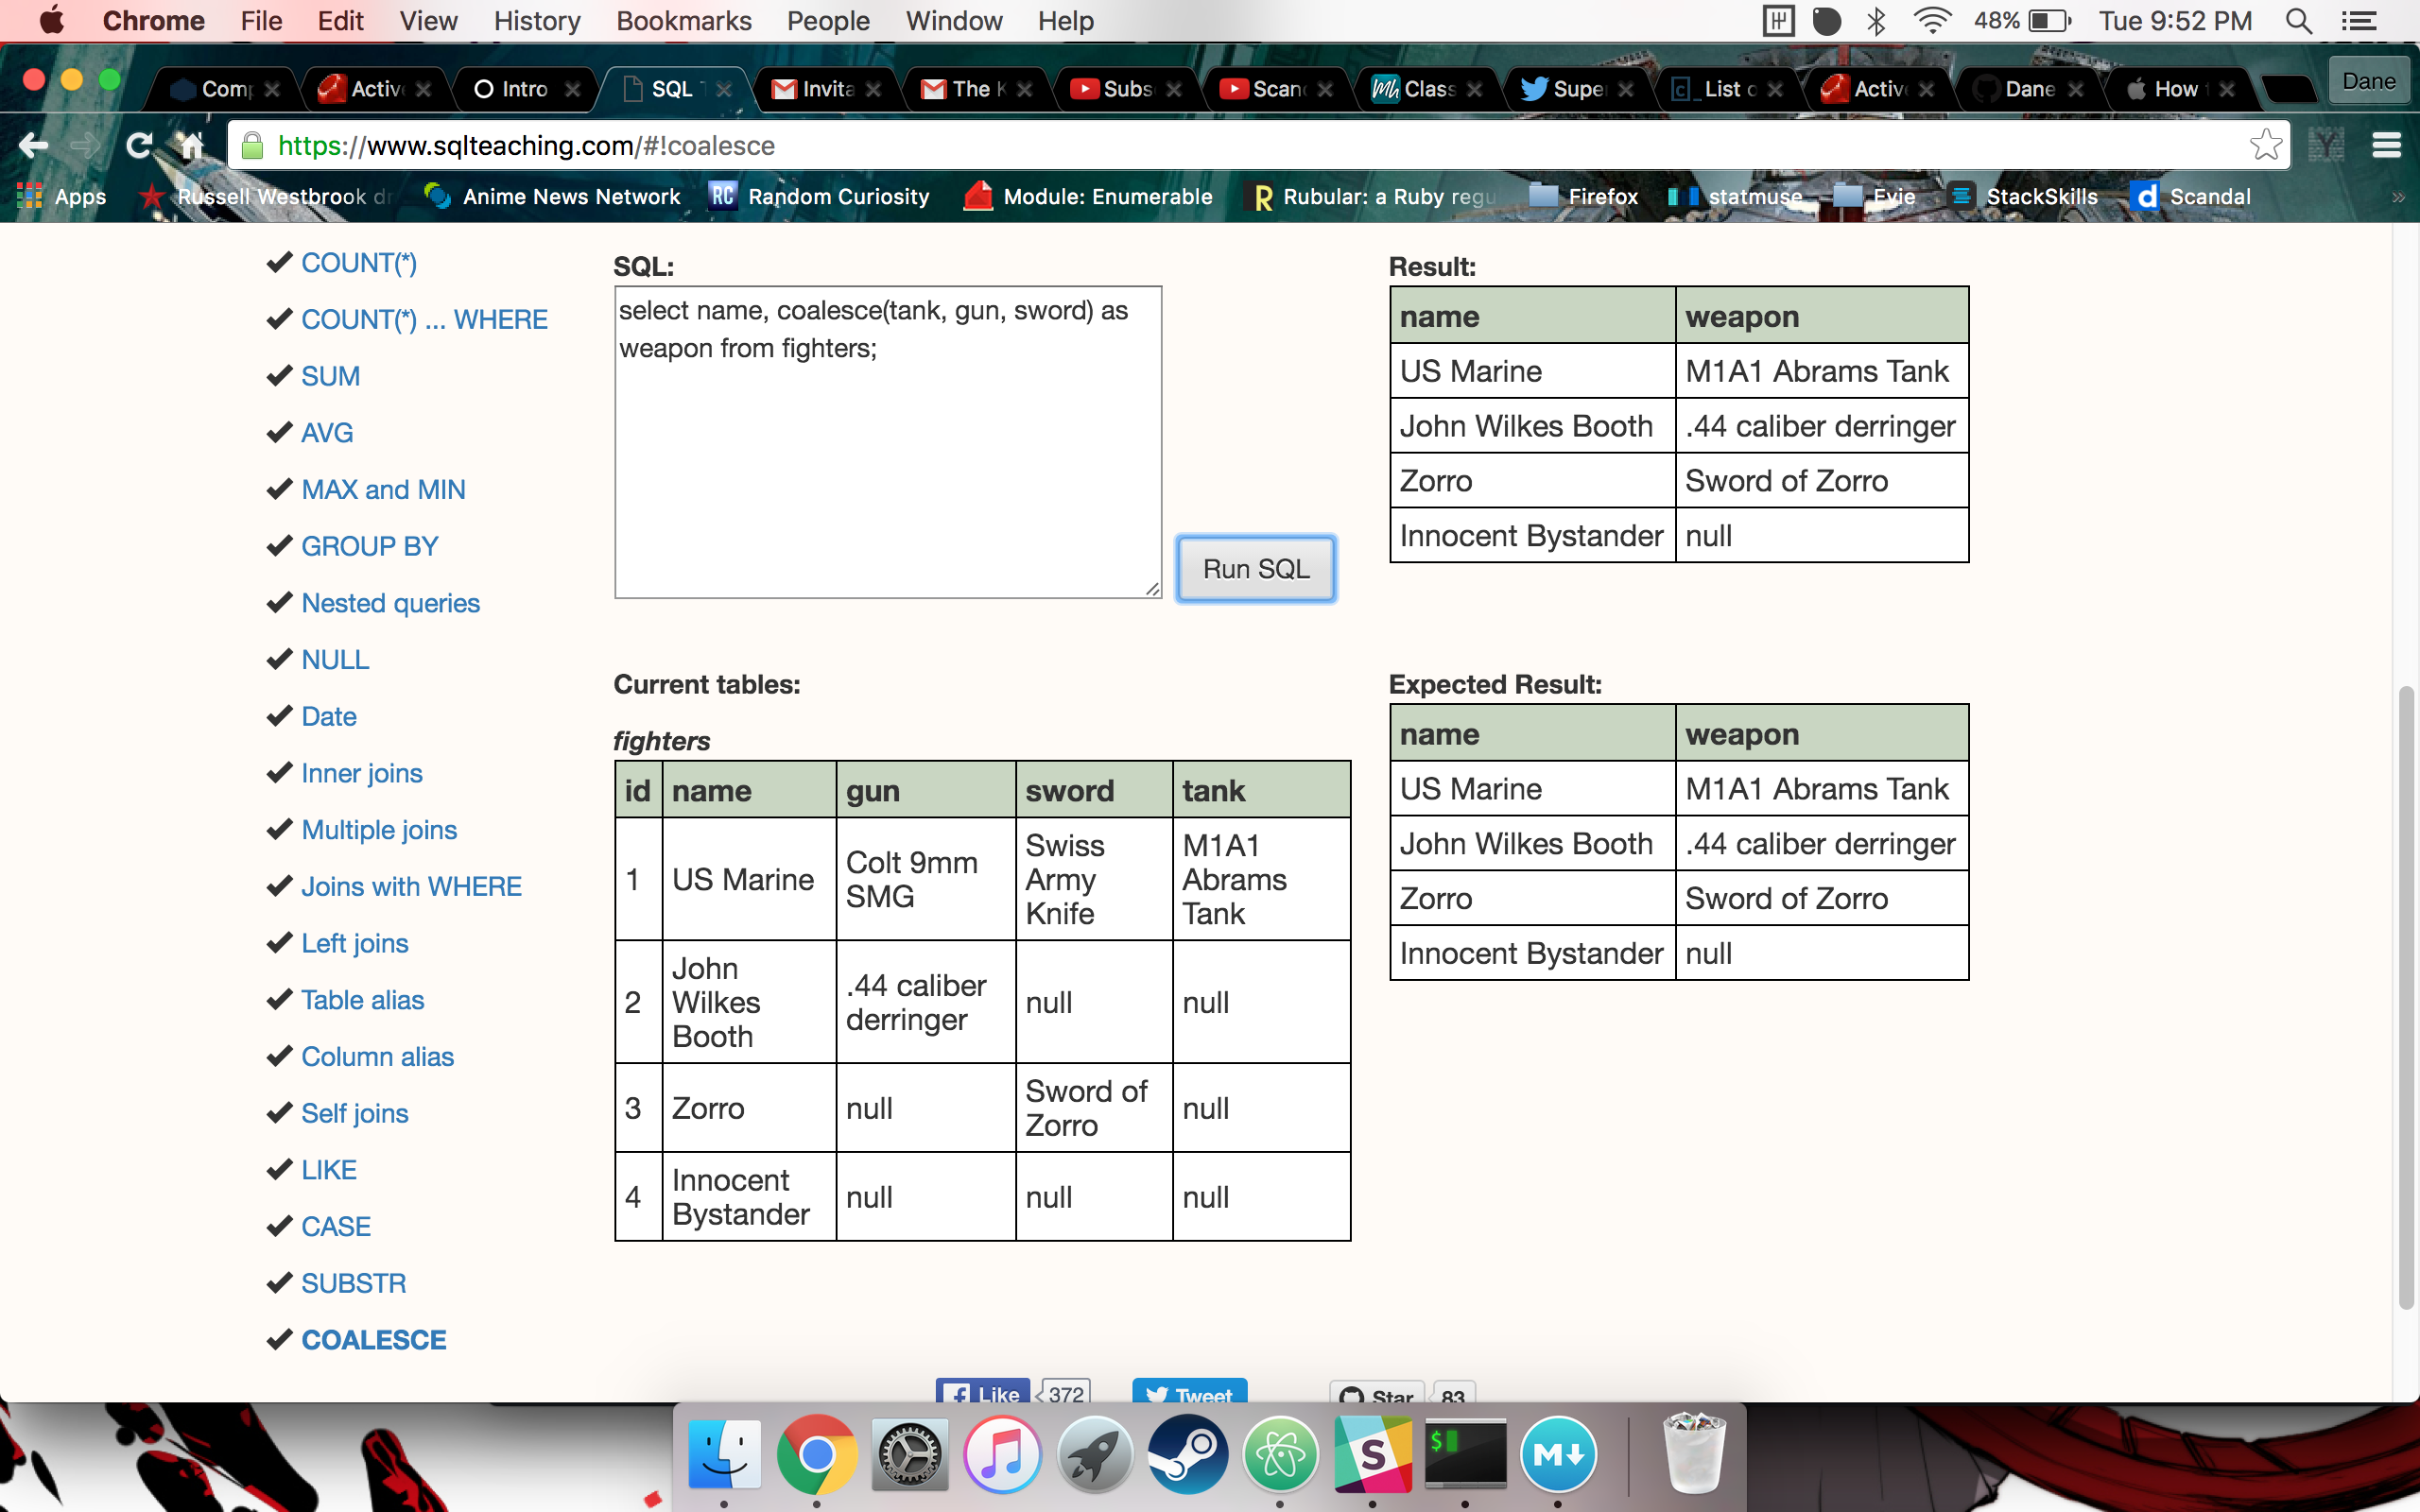 Chrome File Edit View History Bookmarks People Window Help 48% Tue 9:52 PM
Comp Activ Intro SQL T Invita The K Subs Scan Class Supe List o Activ Dane How Dane
https://www.sqlteaching.com/#!coalesce
Apps Russell Westbrook dr Anime News Network RC Random Curiosity Module: Enumerable R Rubular: a Ruby regu Firefox statmuse Evie StackSkills d Scandal »
COUNT(*)
COUNT(*) ... WHERE
SUM
AVG
MAX and MIN
GROUP BY
Nested queries
NULL
Date
Inner joins
Multiple joins
Joins with WHERE
Left joins
Table alias
Column alias
Self joins
LIKE
CASE
SUBSTR
COALESCE
SQL:
select name, coalesce(tank, gun, sword) as
weapon from fighters;
Run SQL
Result:
name weapon
US Marine M1A1 Abrams Tank
John Wilkes Booth .44 caliber derringer
Zorro Sword of Zorro
Innocent Bystander null
Current tables:
fighters
id name gun sword tank
1 US Marine Colt 9mm SMG Swiss Army Knife M1A1 Abrams Tank
2 John Wilkes Booth .44 caliber derringer null null
3 Zorro null Sword of Zorro null
4 Innocent Bystander null null null
Expected Result:
name weapon
US Marine M1A1 Abrams Tank
John Wilkes Booth .44 caliber derringer
Zorro Sword of Zorro
Innocent Bystander null
Like 372 Tweet Star 83
S $ M